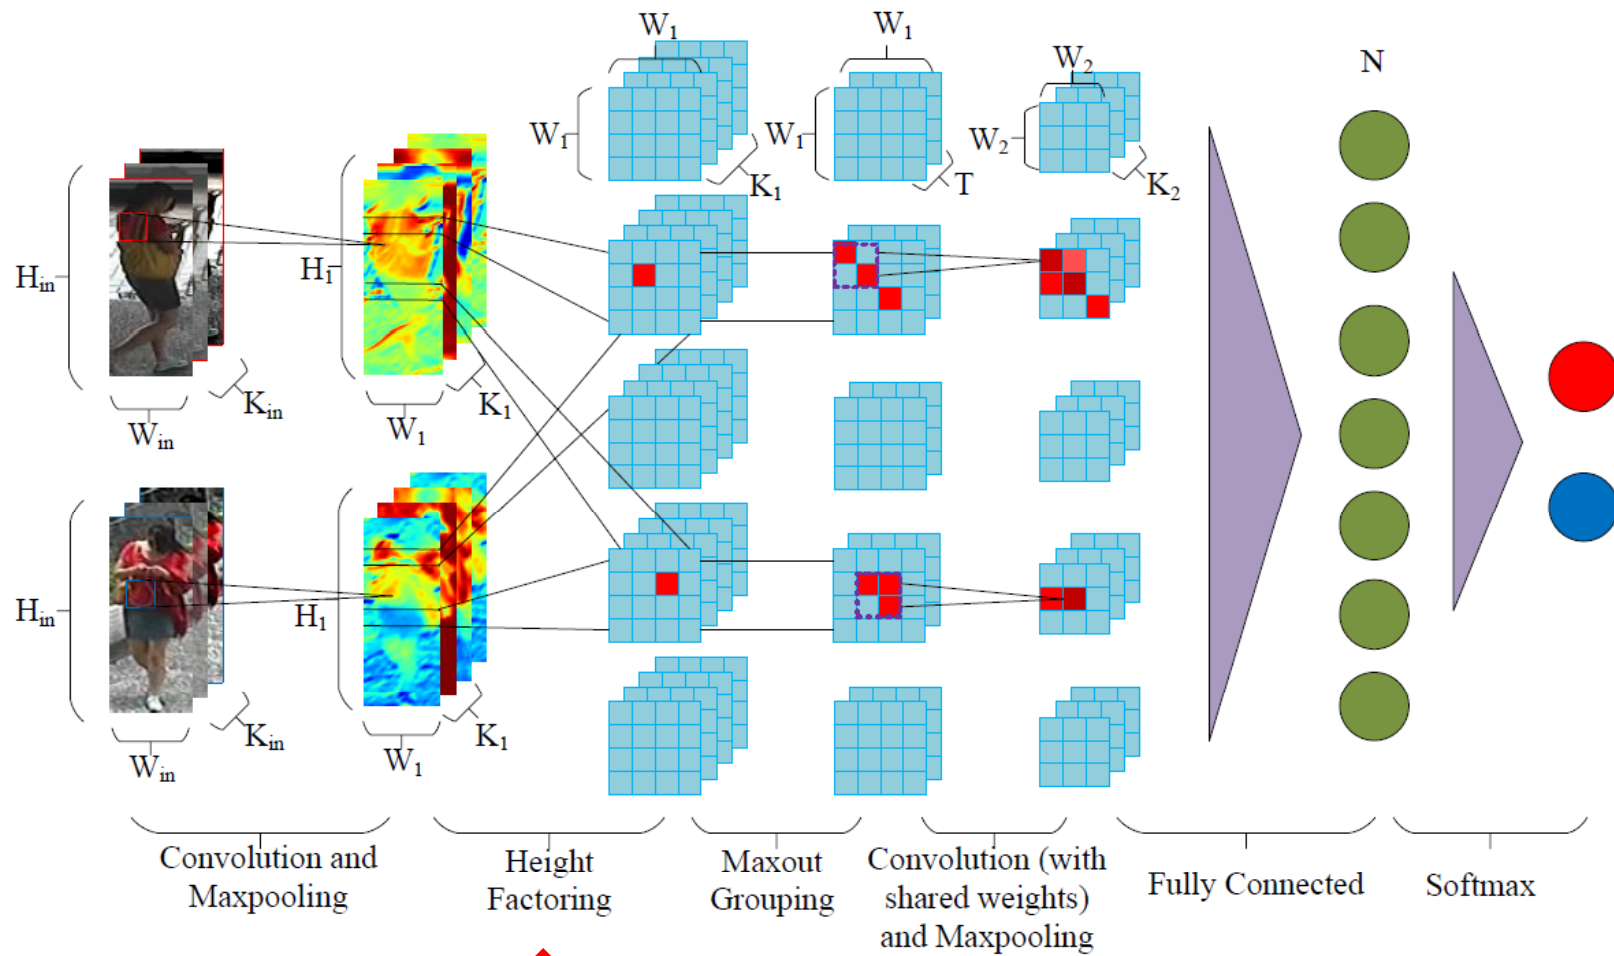 W₁
W₁
W₂
N
W₁
W₁
W₂
K₁
T
K₂
Hᵢₙ
H₁
Kᵢₙ
K₁
Wᵢₙ
W₁
Hᵢₙ
H₁
Kᵢₙ
K₁
Wᵢₙ
W₁
Convolution and
Maxpooling
Height
Factoring
Maxout
Grouping
Convolution (with
shared weights)
and Maxpooling
Fully Connected
Softmax